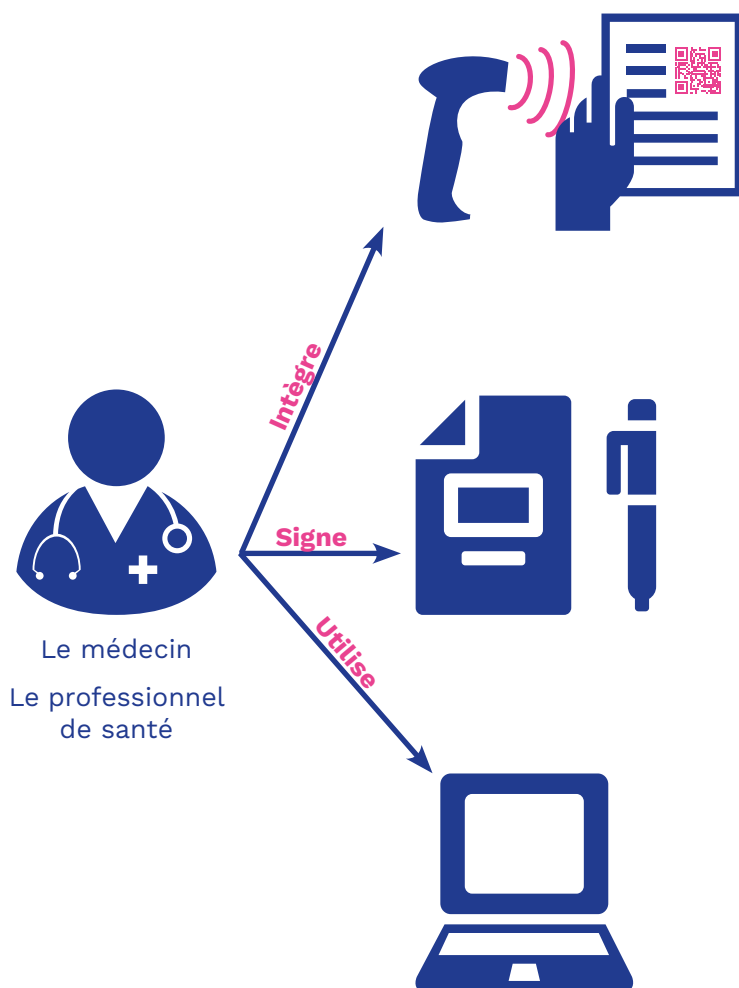 Intègre
Signe
Utilise
Le médecin
Le professionnel
de santé